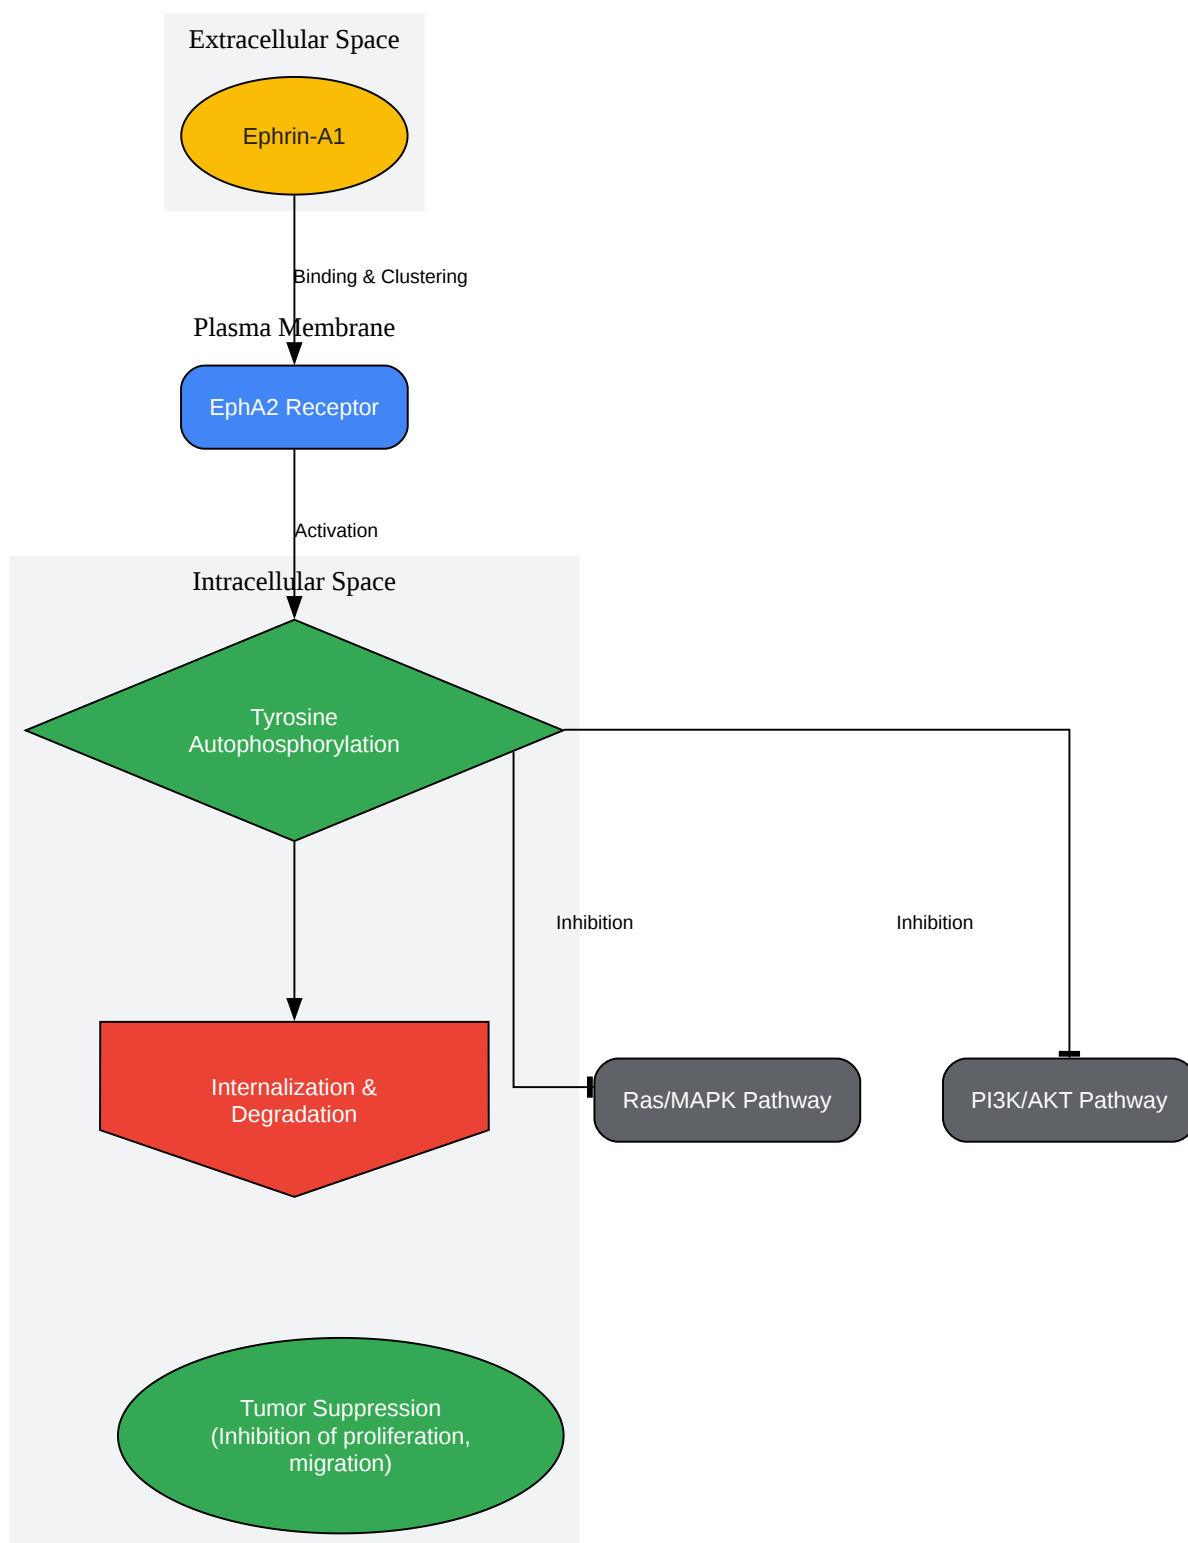 Extracellular Space
Ephrin-A1
Binding & Clustering
Plasma Membrane
EphA2 Receptor
Activation
Intracellular Space
Tyrosine
Autophosphorylation
Inhibition
Inhibition
Internalization &
Degradation
Ras/MAPK Pathway
PI3K/AKT Pathway
Tumor Suppression
(Inhibition of proliferation,
migration)